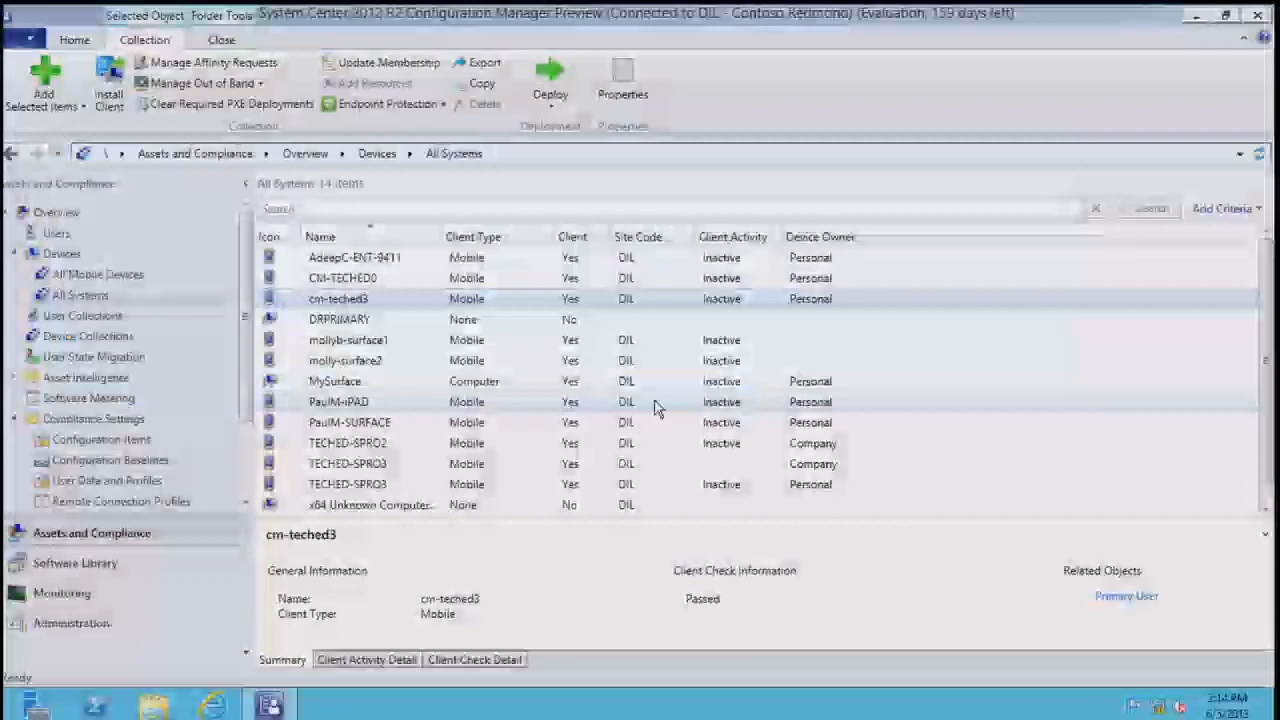 Selected Object Folder Tools System Center 2012 R2 Configuration Manager Preview (Connected to DIL - Contoso Redmond) (Evaluation, 159 days left)
Home Collection Close
Add Selected Items
Install Client
Manage Affinity Requests
Manage Out of Band
Clear Required PXE Deployments
Update Membership
Add Resources
Endpoint Protection
Export
Copy
Delete
Deploy
Properties
Collection Deployment Properties
\ Assets and Compliance Overview Devices All Systems
Assets and Compliance
Overview
Users
Devices
All Mobile Devices
All Systems
User Collections
Device Collections
User State Migration
Asset Intelligence
Software Metering
Compliance Settings
Configuration Items
Configuration Baselines
User Data and Profiles
Remote Connection Profiles
Assets and Compliance
Software Library
Monitoring
Administration
All Systems 14 items
Search Search Add Criteria
Icon Name Client Type Client Site Code Client Activity Device Owner
AdeepC-ENT-9411 Mobile Yes DIL Inactive Personal
CM-TECHED0 Mobile Yes DIL Inactive Personal
cm-teched3 Mobile Yes DIL Inactive Personal
DRPRIMARY None No
mollyb-surface1 Mobile Yes DIL Inactive
molly-surface2 Mobile Yes DIL Inactive
MySurface Computer Yes DIL Inactive Personal
PaulM-iPAD Mobile Yes DIL Inactive Personal
PaulM-SURFACE Mobile Yes DIL Inactive Personal
TECHED-SPRO2 Mobile Yes DIL Inactive Company
TECHED-SPRO3 Mobile Yes DIL Company
TECHED-SPRO3 Mobile Yes DIL Inactive Personal
x64 Unknown Computer... None No DIL
cm-teched3
General Information Client Check Information Related Objects
Name: cm-teched3 Passed Primary User
Client Type: Mobile
Summary Client Activity Detail Client Check Detail
Ready
2:14 PM